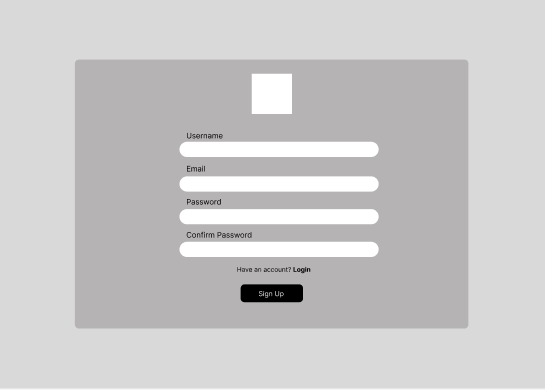 Username
Email
Password
Confirm Password
Have an account? Login
Sign Up